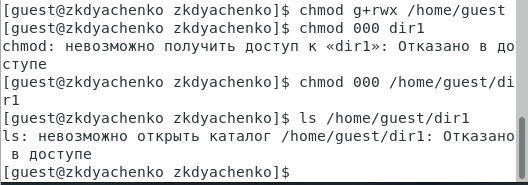 [guest@zkdyachenko zkdyachenko]$ chmod g+rwx /home/guest
[guest@zkdyachenko zkdyachenko]$ chmod 000 dir1
chmod: невозможно получить доступ к «dir1»: Отказано в до
ступе
[guest@zkdyachenko zkdyachenko]$ chmod 000 /home/guest/di
r1
[guest@zkdyachenko zkdyachenko]$ ls /home/guest/dir1
ls: невозможно открыть каталог /home/guest/dir1: Отказано
 в доступе
[guest@zkdyachenko zkdyachenko]$